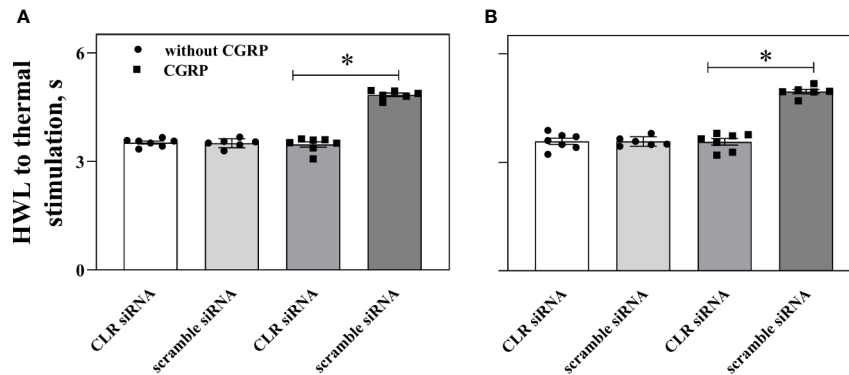 A
B
HWL to thermal
stimulation, s
6
3
0
without CGRP
CGRP
*
*
CLR siRNA
scramble siRNA
CLR siRNA
scramble siRNA
CLR siRNA
scramble siRNA
CLR siRNA
scramble siRNA